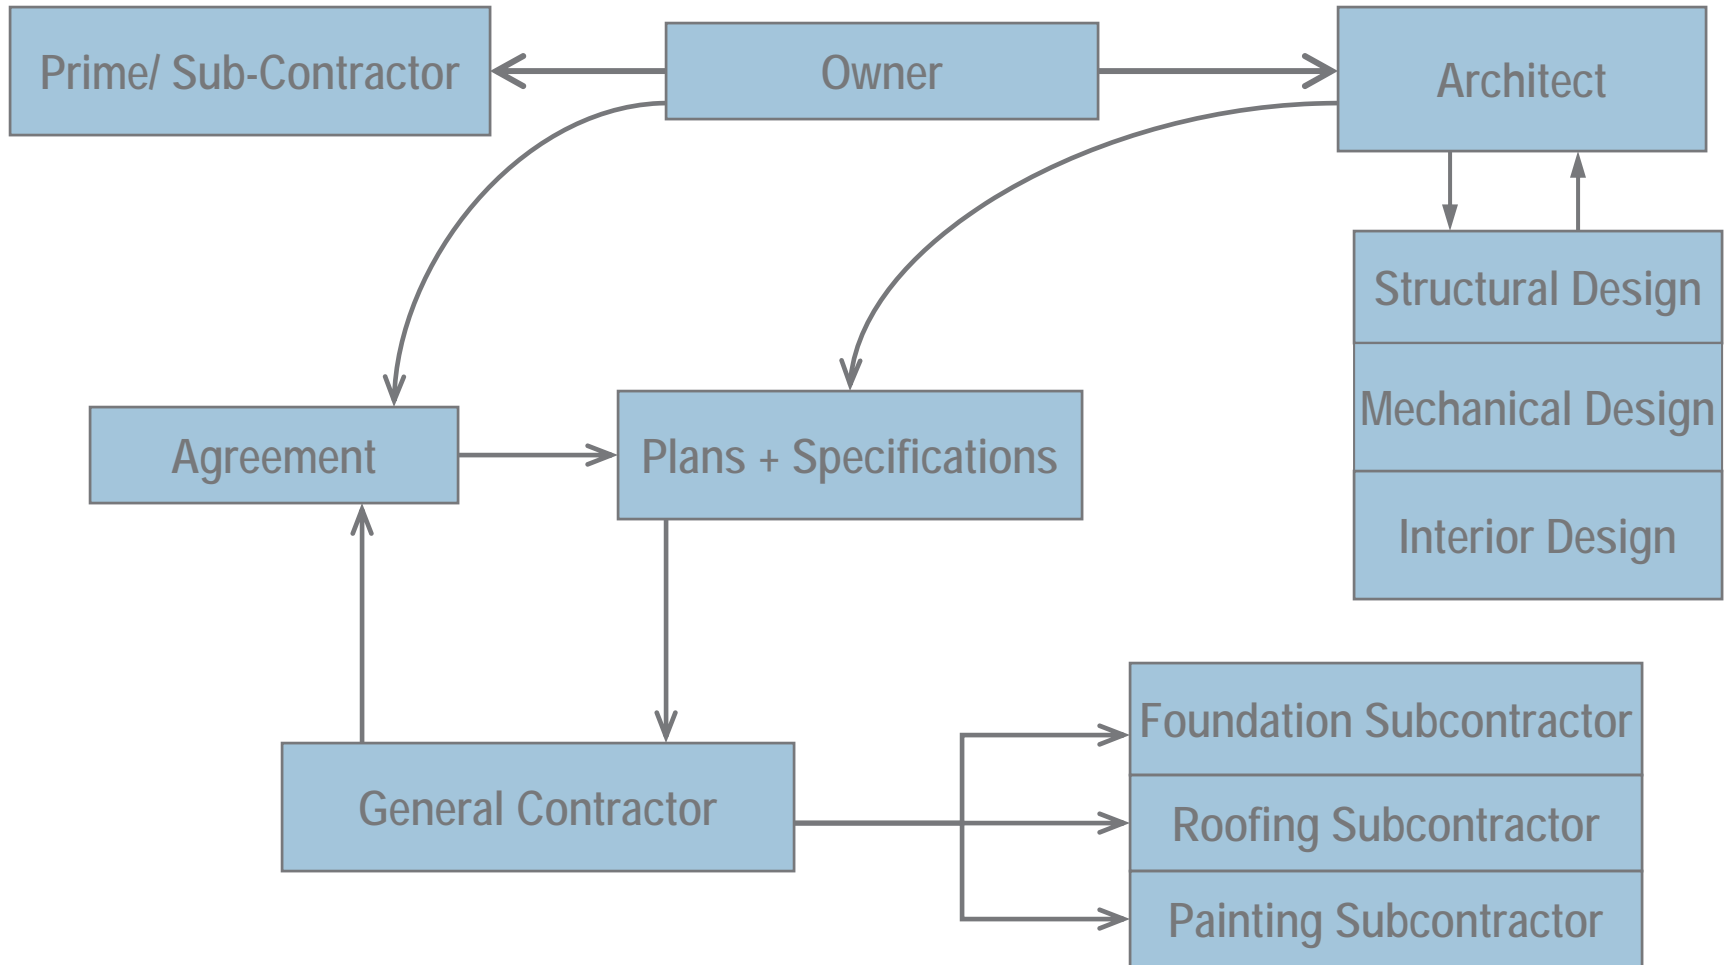 Prime/ Sub-Contractor
Owner
Architect
Structural Design
Mechanical Design
Interior Design
Agreement
Plans + Specifications
General Contractor
Foundation Subcontractor
Roofing Subcontractor
Painting Subcontractor